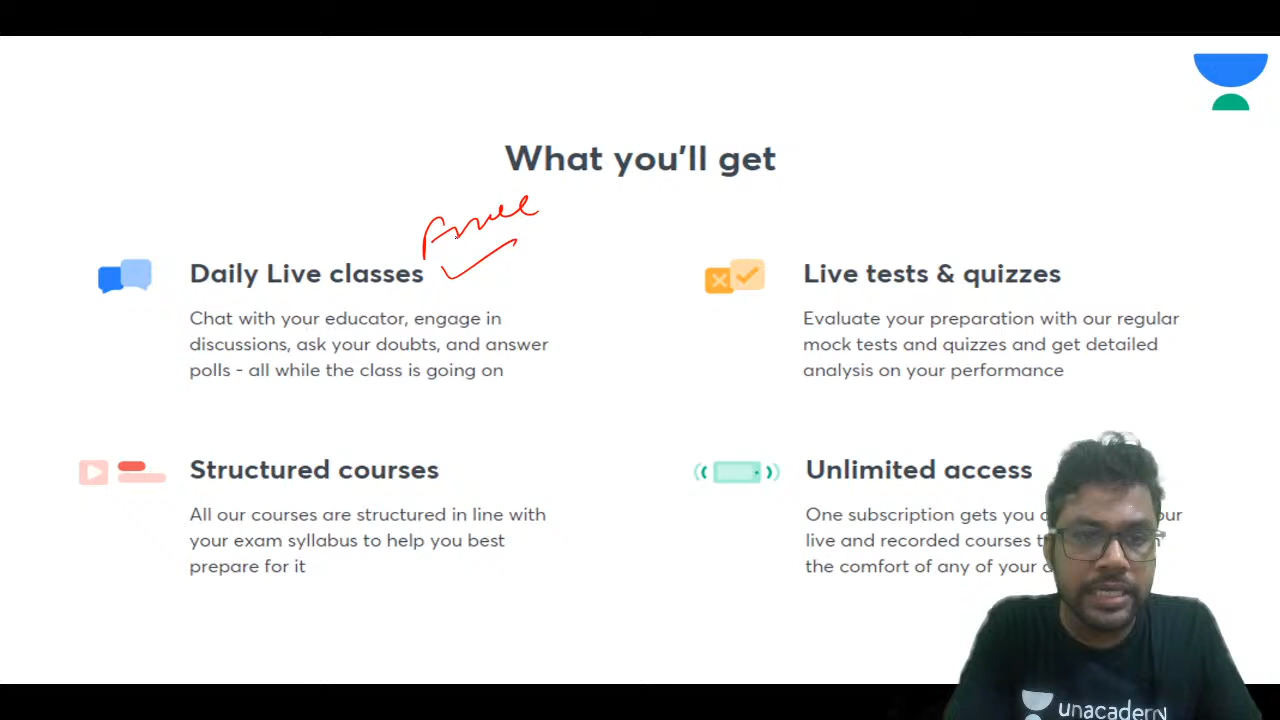 What you'll get
Daily Live classes
Chat with your educator, engage in
discussions, ask your doubts, and answer
polls - all while the class is going on
Live tests & quizzes
Evaluate your preparation with our regular
mock tests and quizzes and get detailed
analysis on your performance
Structured courses
All our courses are structured in line with
your exam syllabus to help you best
prepare for it
Unlimited access
One subscription gets you
live and recorded courses
the comfort of any of your
unacademy